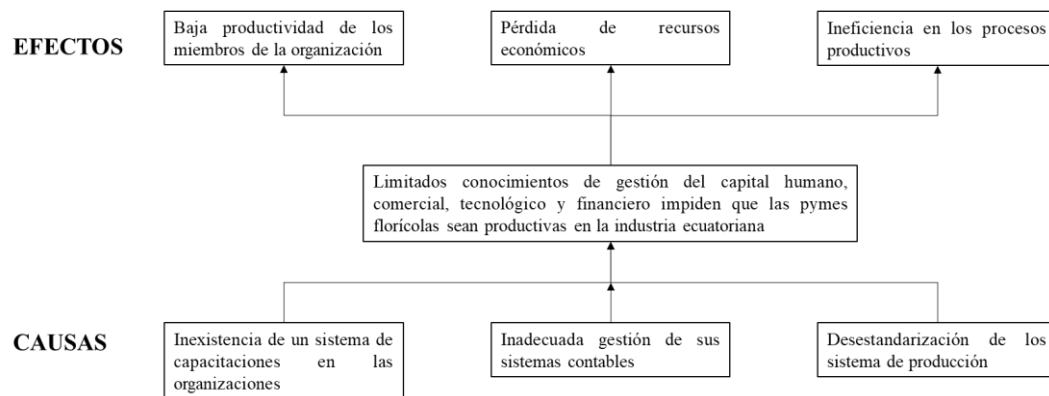 EFECTOS
Baja productividad de los
miembros de la organización
Pérdida de recursos
económicos
Ineficiencia en los procesos
productivos
Limitados conocimientos de gestión del capital humano,
comercial, tecnológico y financiero impiden que las pymes
florícolas sean productivas en la industria ecuatoriana
CAUSAS
Inexistencia de un sistema de
capacitaciones en las
organizaciones
Inadecuada gestión de sus
sistemas contables
Desestandarización de los
sistema de producción